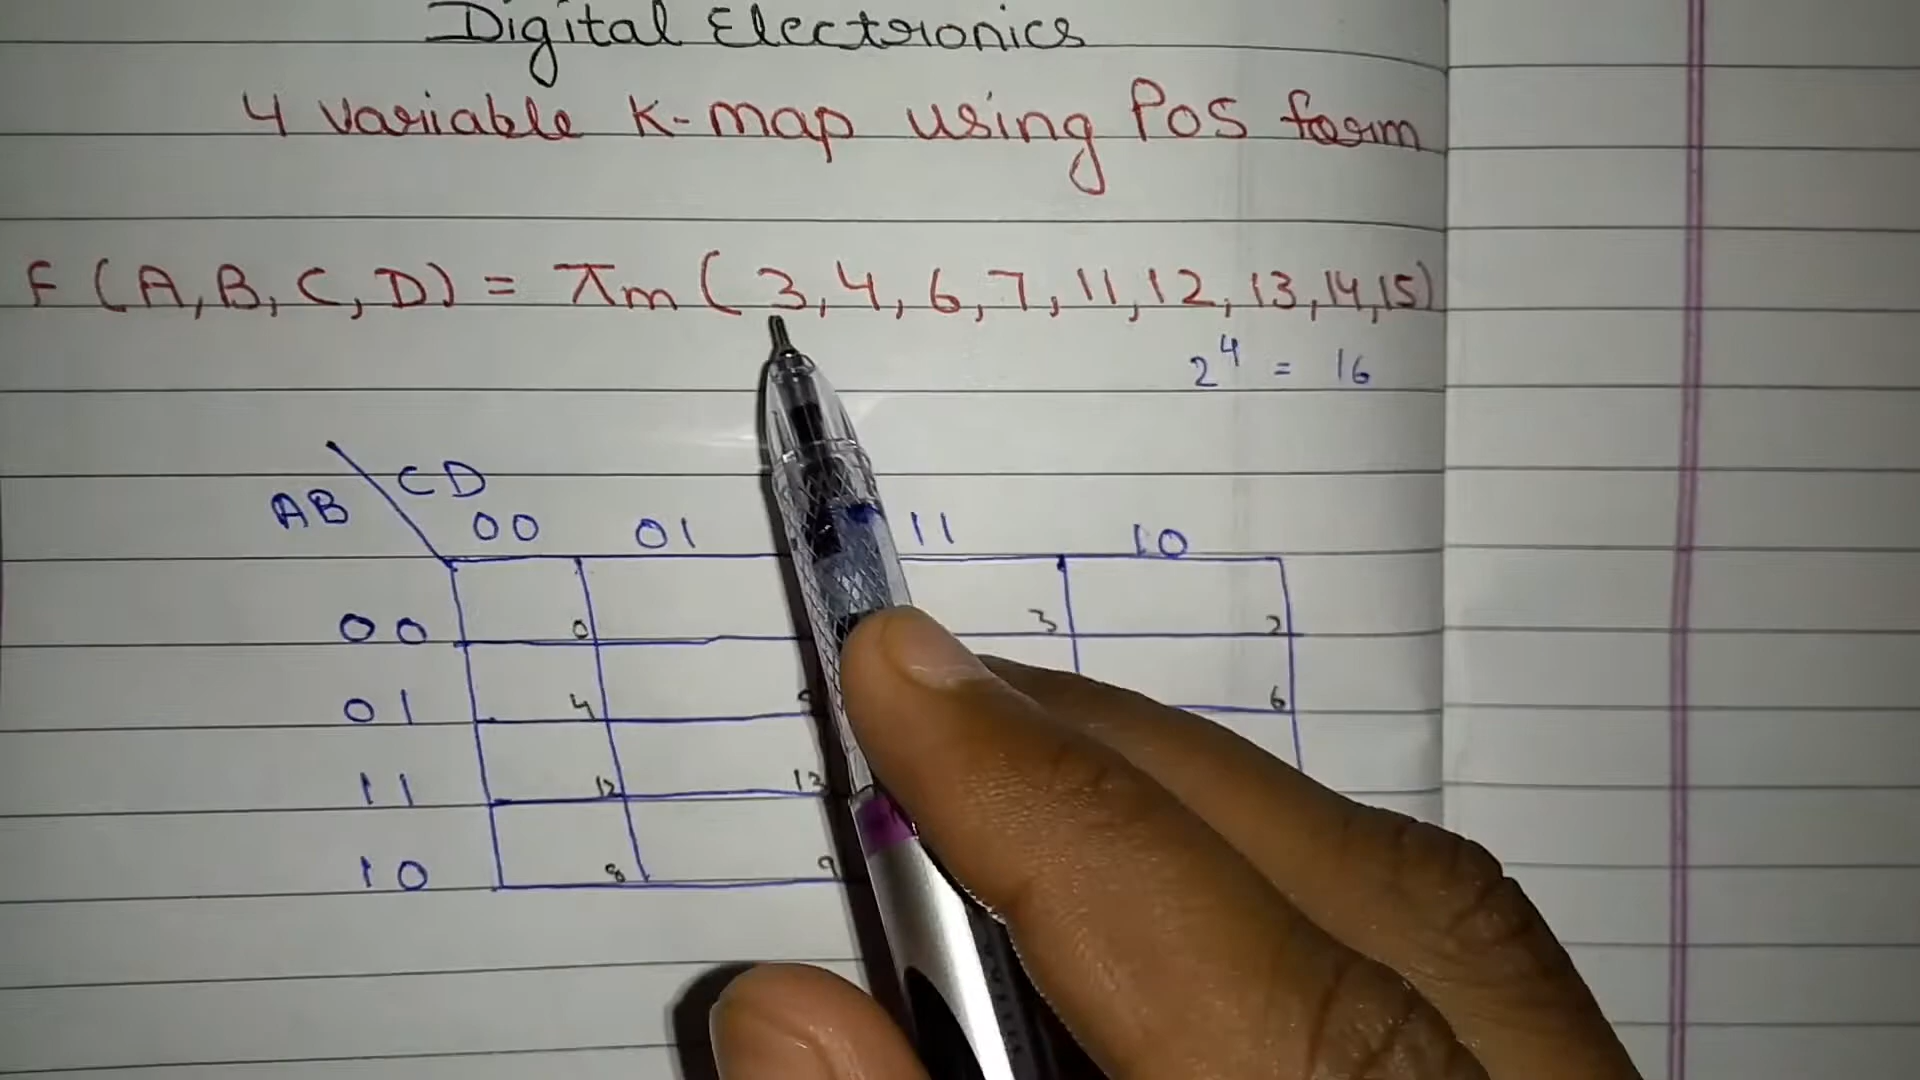 Digital Electronics
4 variable K-map using POS form
F (A, B, C, D) = πm ( 3, 4, 6, 7, 11, 12, 13, 14, 15)
2^4 = 16
CD
AB
00 01 11 10
00 0 3 2
01 4 6
11 12 13
10 8 9